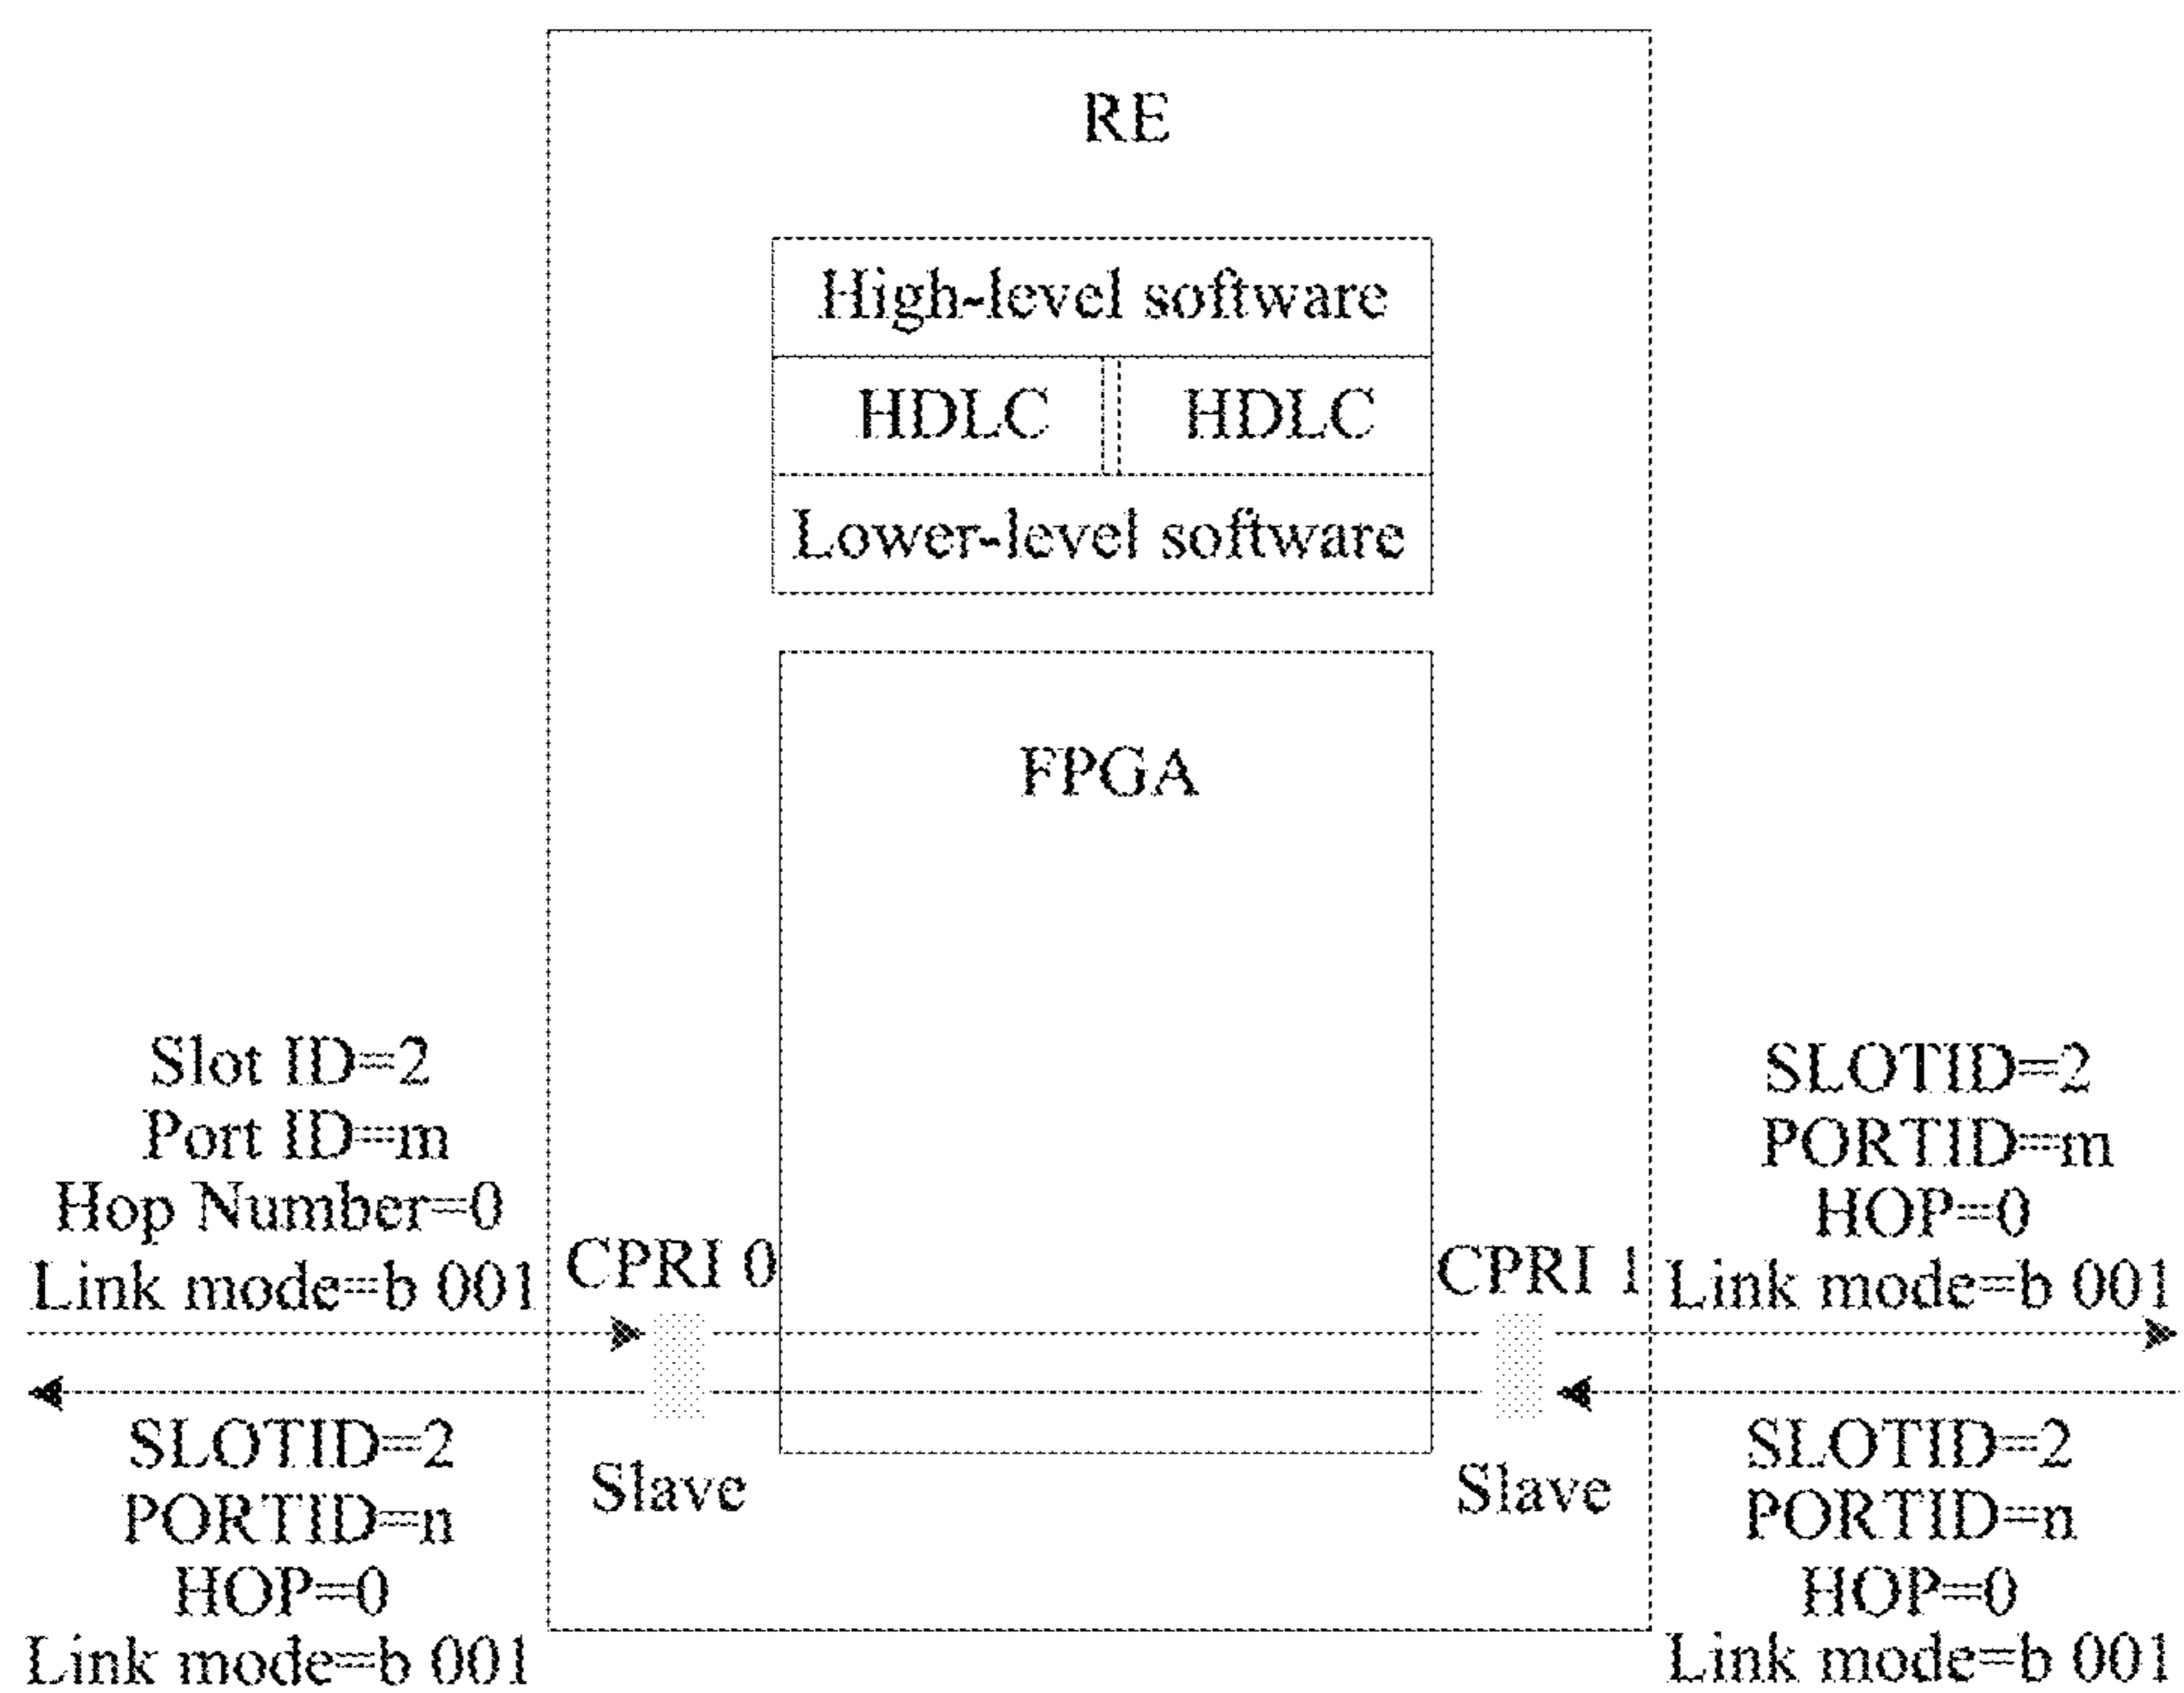 RE
High-level software
HDLC HDLC
Lower-level software
FPGA
Slot ID=2
Port ID=m
Hop Number=0
Link mode=b 001
CPRI 0
CPRI 1
SLOTID=2
PORTID=m
HOP=0
Link mode=b 001
SLOTID=2
PORTID=n
HOP=0
Link mode=b 001
Slave
Slave
SLOTID=2
PORTID=n
HOP=0
Link mode=b 001